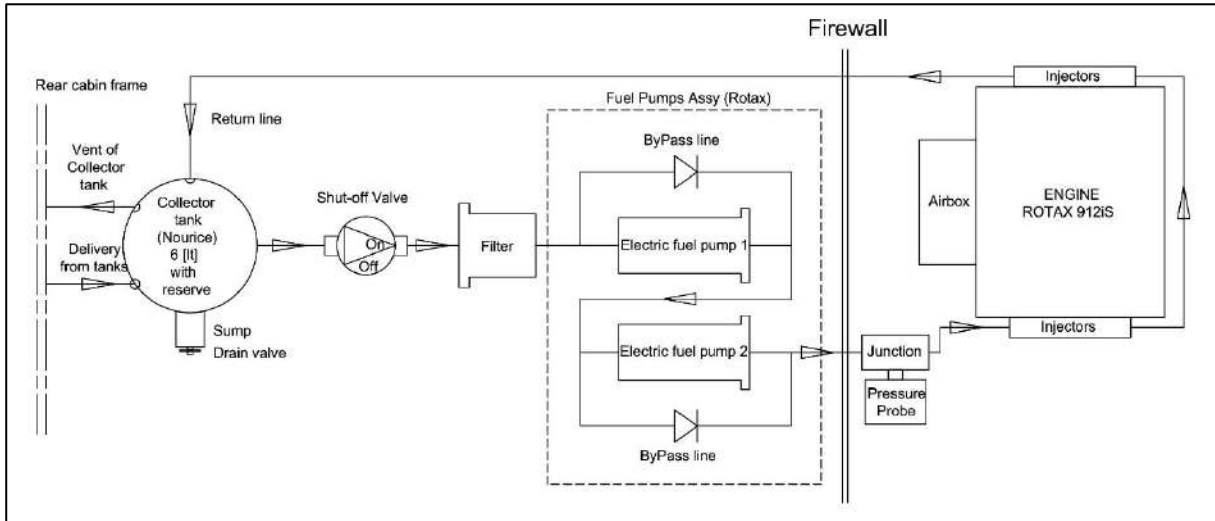 Firewall
Rear cabin frame
Return line
Vent of
Collector
tank
Delivery
from tanks
Collector
tank
(Nourice)
6 [lt]
with
reserve
Sump
Drain valve
Shut-off Valve
On
Off
Filter
Fuel Pumps Assy (Rotax)
ByPass line
Electric fuel pump 1
Electric fuel pump 2
ByPass line
Junction
Pressure
Probe
Injectors
Airbox
ENGINE
ROTAX 912iS
Injectors